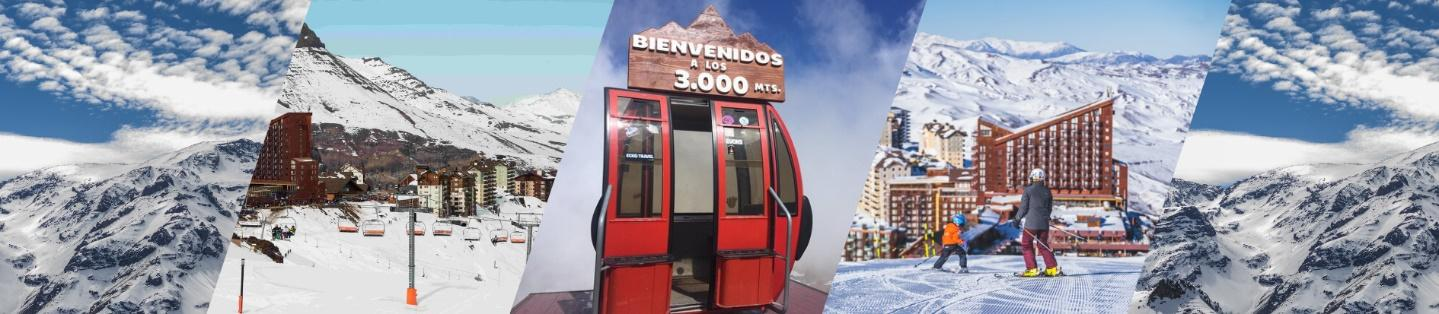 BIENVENIDOS
A LOS
3.000 MTS.